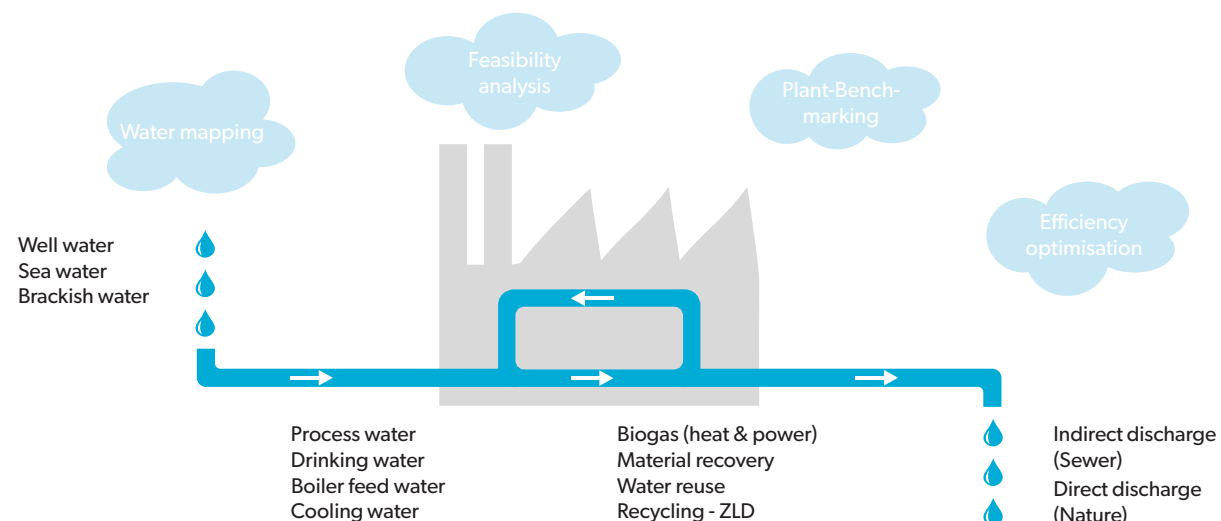 Feasibility
analysis
Plant-Bench-
marking
Water mapping
Efficiency
optimisation
Well water
Sea water
Brackish water
Process water
Drinking water
Boiler feed water
Cooling water
Biogas (heat & power)
Material recovery
Water reuse
Recycling - ZLD
Indirect discharge
(Sewer)
Direct discharge
(Nature)